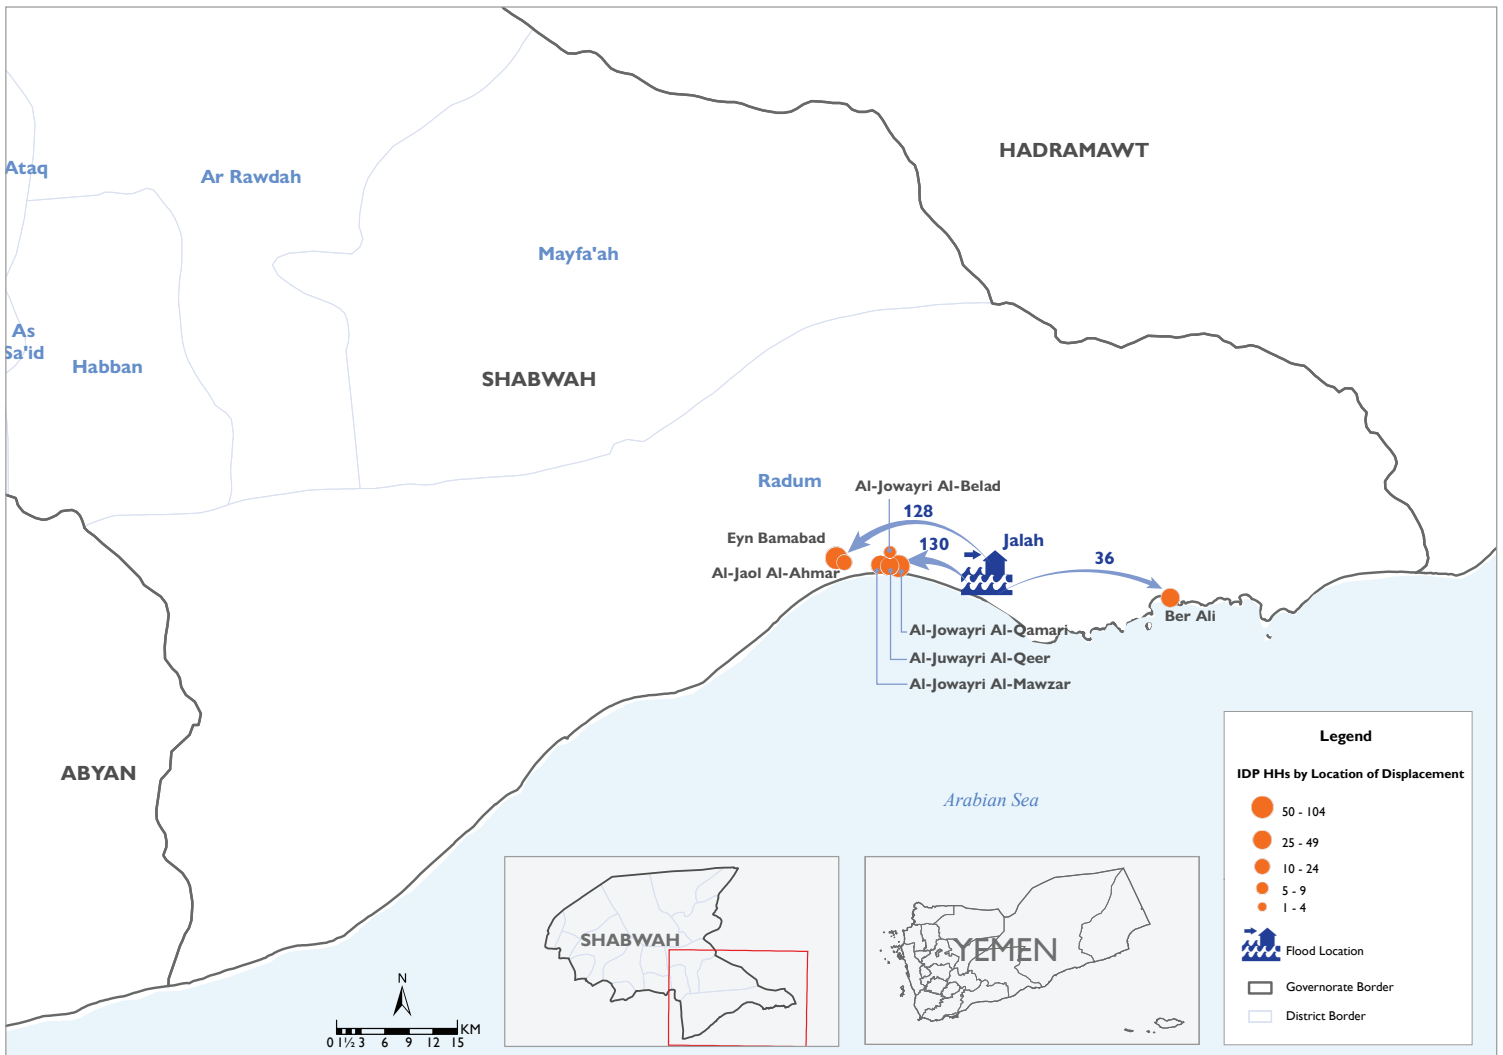 HADRAMAWT
Ataq
Ar Rawdah
Mayfa'ah
As
Sa'id
Habban
SHABWAH
Radum
Al-Jowayri Al-Belad
128
Eyn Bamabad
130
Jalah
36
Al-Jaol Al-Ahmar
Ber Ali
Al-Jowayri Al-Qamari
Al-Juwayri Al-Qeer
Al-Jowayri Al-Mawzar
ABYAN
Arabian Sea
Legend
IDP HHs by Location of Displacement
50 - 104
25 - 49
10 - 24
5 - 9
1 - 4
Flood Location
Governorate Border
District Border
SHABWAH
YEMEN
N
KM
0 1½ 3 6 9 12 15